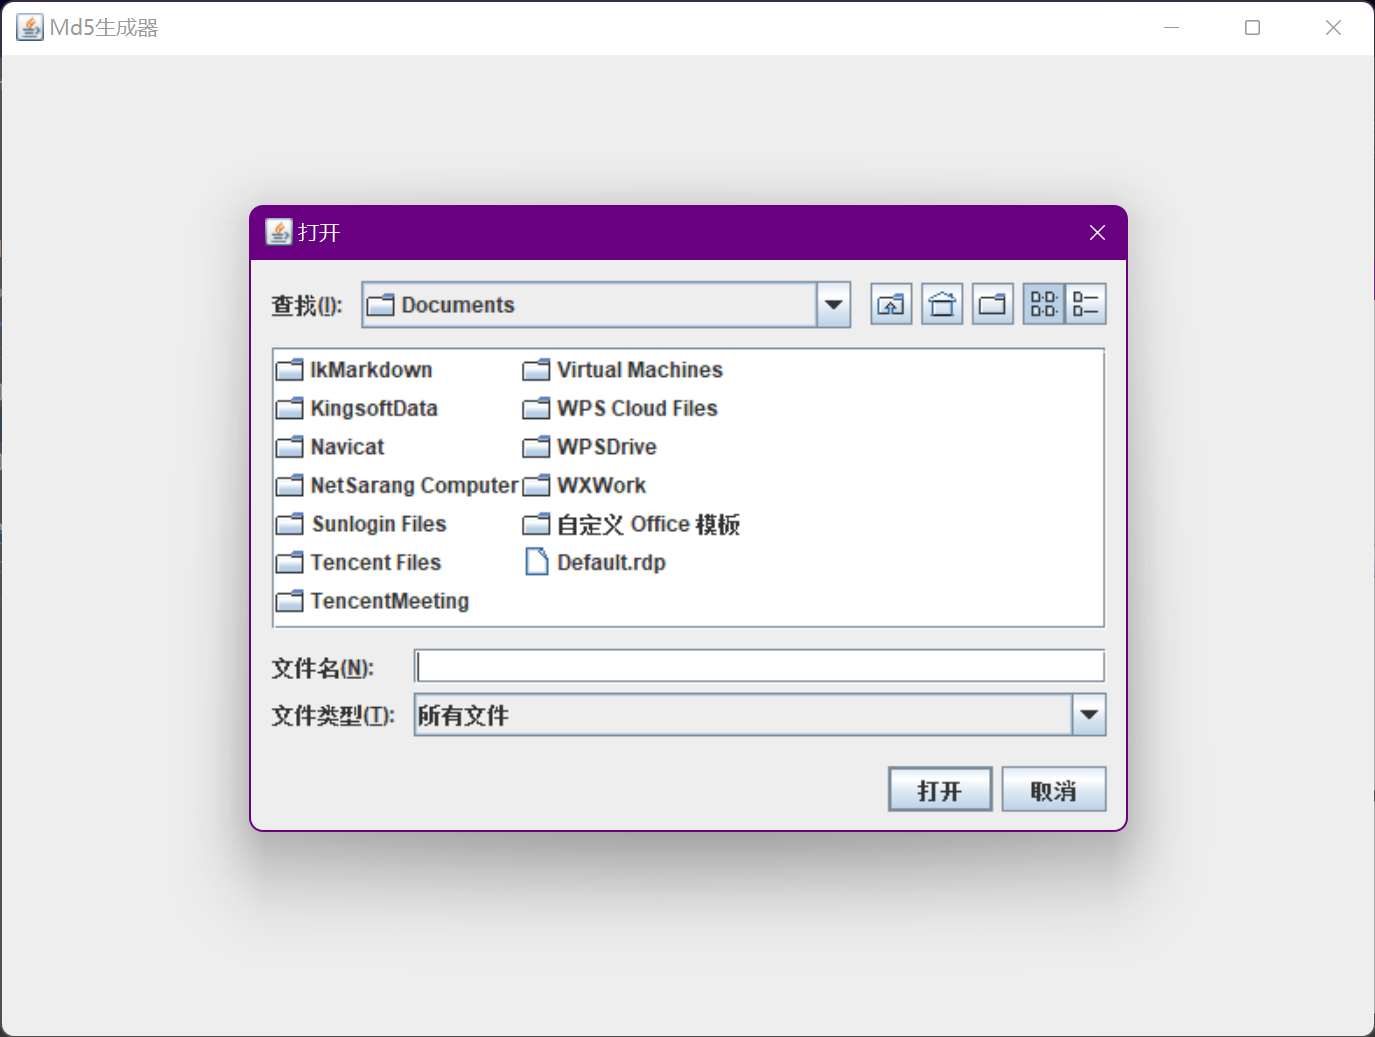 Md5生成器
打开
查找(I):
Documents
IkMarkdown
KingsoftData
Navicat
NetSarang Computer
Sunlogin Files
Tencent Files
TencentMeeting
Virtual Machines
WPS Cloud Files
WPSDrive
WXWork
自定义 Office 模板
Default.rdp
文件名(N):
文件类型(T):
所有文件
打开
取消